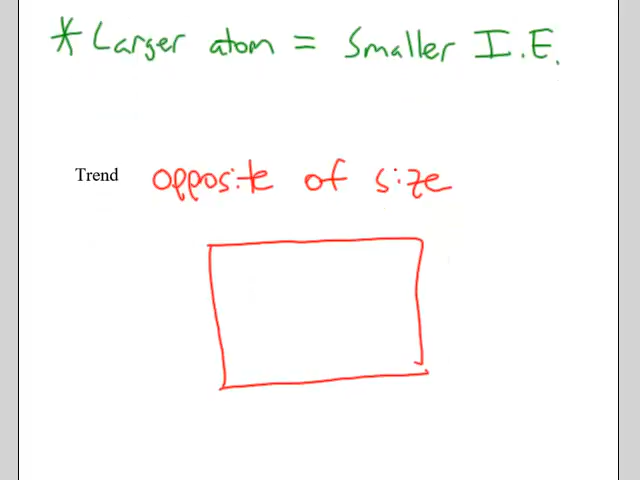 * Larger atom = Smaller I.E.
Trend opposite of size